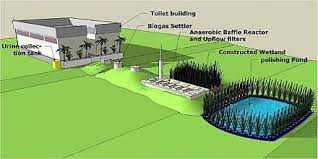 Toilet building
Biogas Settler
Anaerobic Baffle Reactor
and Upflow filters
Urine collec-
tion tank
Constructed Wetland
polishing Pond